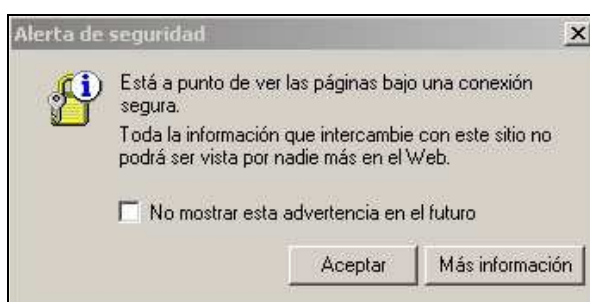 Alerta de seguridad
Está a punto de ver las páginas bajo una conexión
segura.
Toda la información que intercambie con este sitio no
podrá ser vista por nadie más en el Web.
No mostrar esta advertencia en el futuro
Aceptar
Más información